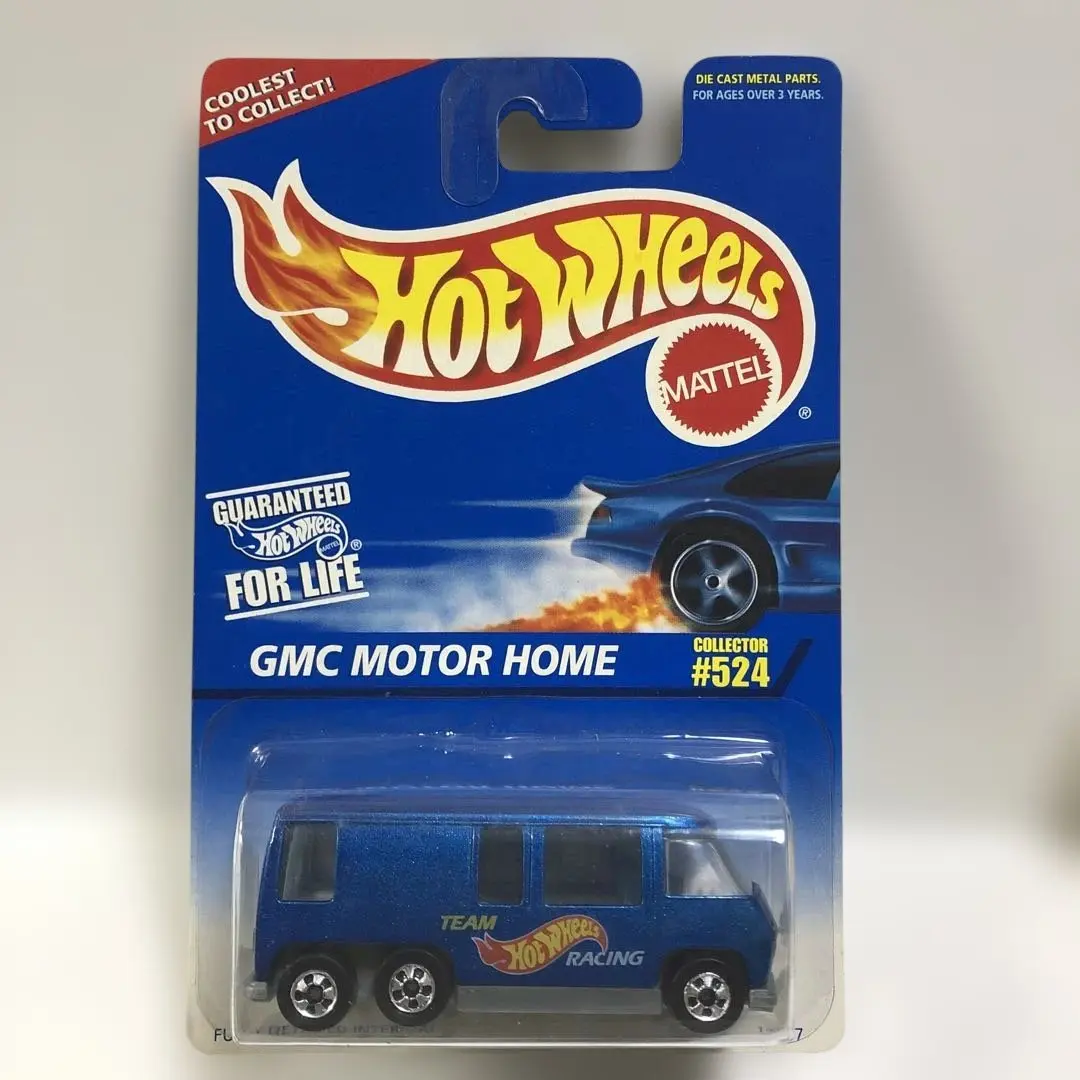 COOLEST
TO COLLECT!
DIE CAST METAL PARTS.
FOR AGES OVER 3 YEARS.
HOT WHEELS
MATTEL
®
GUARANTEED
HOT WHEELS
MATTEL ®
FOR LIFE
GMC MOTOR HOME
COLLECTOR
#524
TEAM
HOT WHEELS
RACING